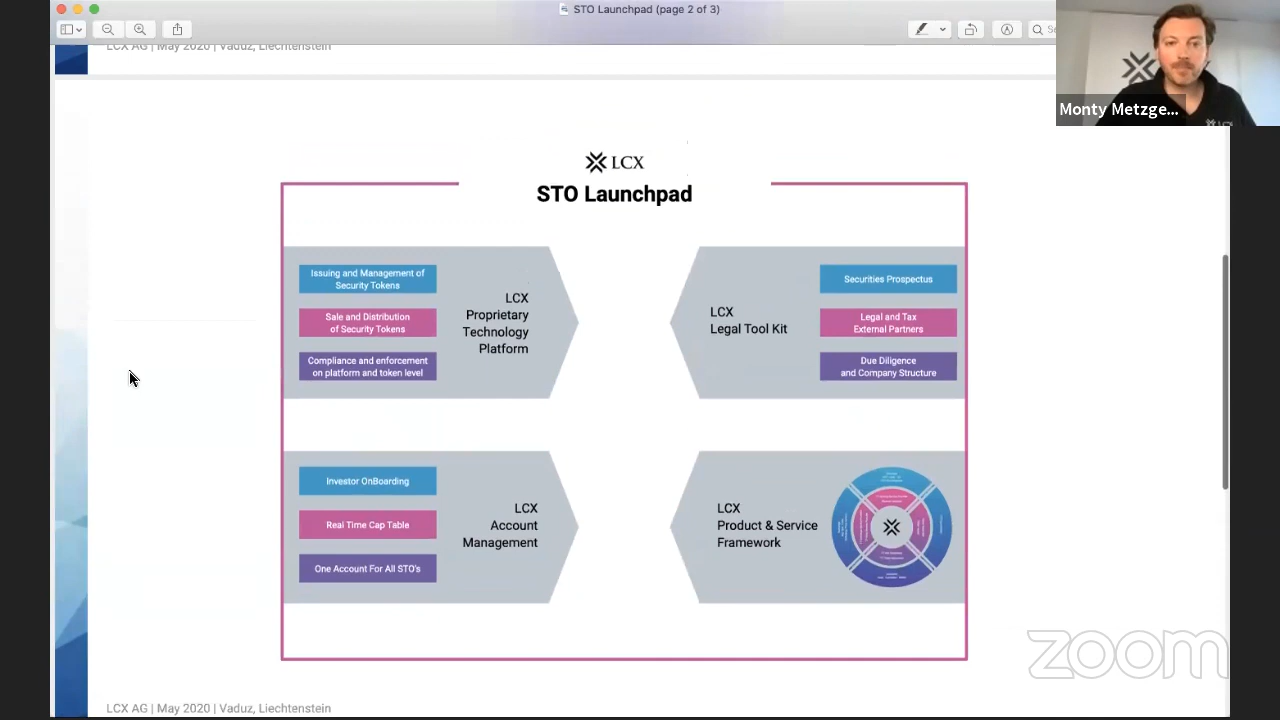 STO Launchpad (page 2 of 3)
LCX AG | May 2020 | Vaduz, Liechtenstein
Monty Metzge...
LCX
LCX
STO Launchpad
Issuing and Management of
Security Tokens
Sale and Distribution
of Security Tokens
Compliance and enforcement
on platform and token level
LCX
Proprietary
Technology
Platform
LCX
Legal Tool Kit
Securities Prospectus
Legal and Tax
External Partners
Due Diligence
and Company Structure
Investor OnBoarding
Real Time Cap Table
One Account For All STO's
LCX
Account
Management
LCX
Product & Service
Framework
zoom
LCX AG | May 2020 | Vaduz, Liechtenstein